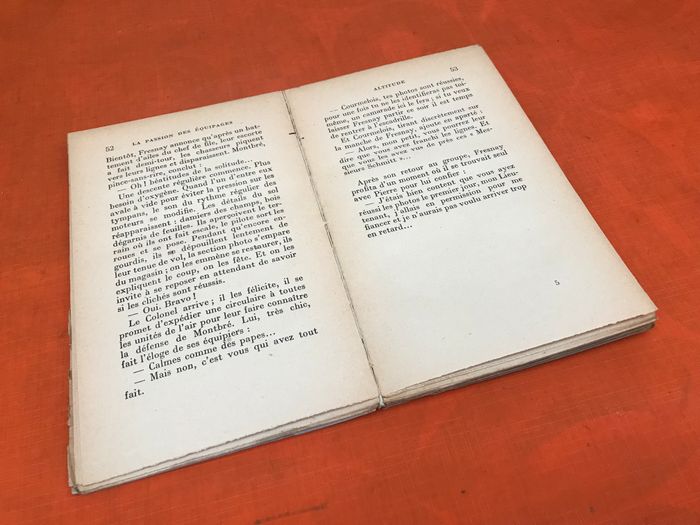 52
LA PASSION DES ÉQUIPAGES
Bientôt, Fresnay annonce qu'après un bat-
tement d'ailes du chef de file, leur escorte
a fait demi-tour, les chasseurs piquent
vers leurs lignes et disparaissent. Montbré,
pince-sans-rire, conclut :
— Oh ! béatitudes de la solitude...
Une descente régulière commence. Plus
besoin d'oxygène. Quand l'un d'entre eux
avale à vide pour éviter la pression sur les
tympans, le son du rythme régulier des
moteurs se modifie. Les détails du sol
réapparaissent : damiers des champs, bois
dégarnis de feuilles. Ils aperçoivent le ter-
rain où ils ont fait escale, le pilote sort les
roues et se pose. Pendant qu'encore en-
gourdis, ils se dépouillent lentement de
leur tenue de vol, la section photo s'empare
du magasin ; on les emmène se restaurer, ils
expliquent le coup, on les fête. Et on les
invite à se reposer en attendant de savoir
si les clichés sont réussis.
— Oui. Bravo !
Le Colonel arrive ; il les félicite, il se
promet d'expédier une circulaire à toutes
les unités de l'air pour leur faire connaître
la défense de Montbré. Lui, très chic,
fait l'éloge de ses équipiers :
— Calmes comme des papes...
— Mais non, c'est vous qui avez tout
fait.
ALTITUDE
53
— Courmelois, tes photos sont réussies,
pour une fois tu ne les identifieras pas toi-
même, un camarade ici le fera ; si tu veux
laisser Fresnay partir ce soir il est temps
de rentrer à l'escadrille.
Et Courmelois, tirant discrètement sur
la manche de Fresnay, ajoute en aparté :
— Alors, mon petit, vous pourrez leur
dire que vous avez franchi les lignes. Et
que vous les avez vus de près ces « Mes-
sieurs Schmitt »...
Après son retour au groupe, Fresnay
profita d'un moment où il se trouvait seul
avec Pierre pour lui confier :
— J'étais bien content que vous ayez
réussi les photos le premier jour, mon Lieu-
tenant, j'allais en permission pour me
fiancer et je n'aurais pas voulu arriver trop
en retard...
5